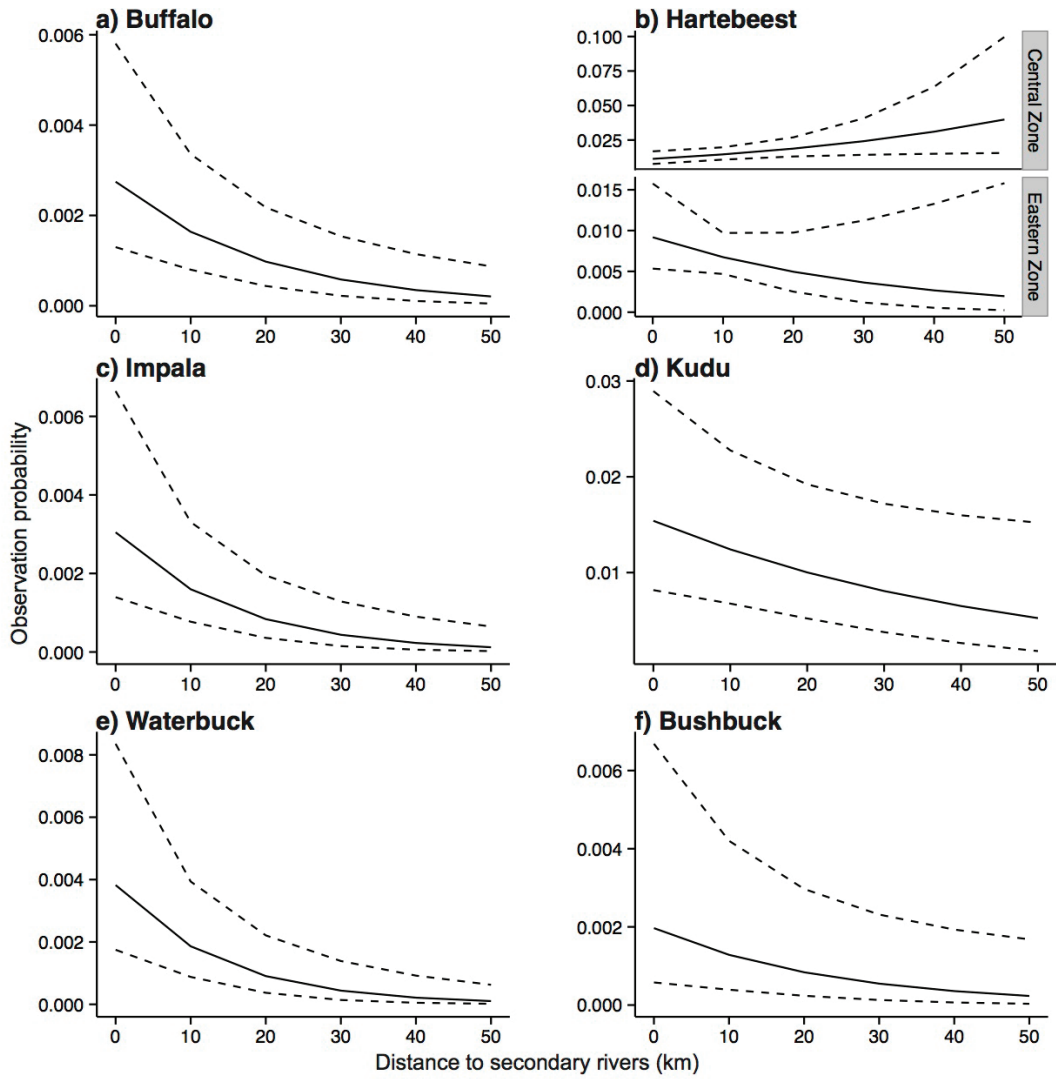 a) Buffalo
0.006
0.004
0.002
0.000
0 10 20 30 40 50
b) Hartebeest
0.100
0.075
0.050
0.025
Central Zone
0.015
0.010
0.005
0.000
Eastern Zone
0 10 20 30 40 50
c) Impala
0.006
0.004
0.002
0.000
0 10 20 30 40 50
d) Kudu
0.03
0.02
0.01
0 10 20 30 40 50
Observation probability
e) Waterbuck
0.008
0.006
0.004
0.002
0.000
0 10 20 30 40 50
f) Bushbuck
0.006
0.004
0.002
0.000
0 10 20 30 40 50
Distance to secondary rivers (km)